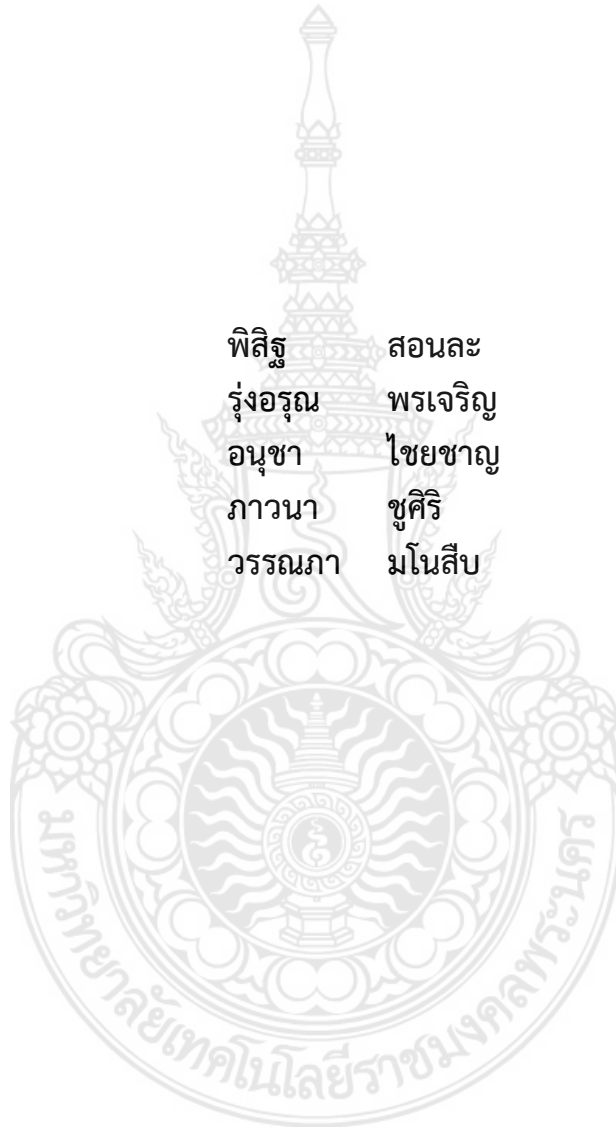 พิสิฐ สอนละ
รุ่งอรุณ พรเจริญ
อนุชา ไชยชาญ
ภาวนา ชูศิริ
วรรณภา มโนสืบ
มหาวิทยาลัยเทคโนโลยีราชมงคลพระนคร